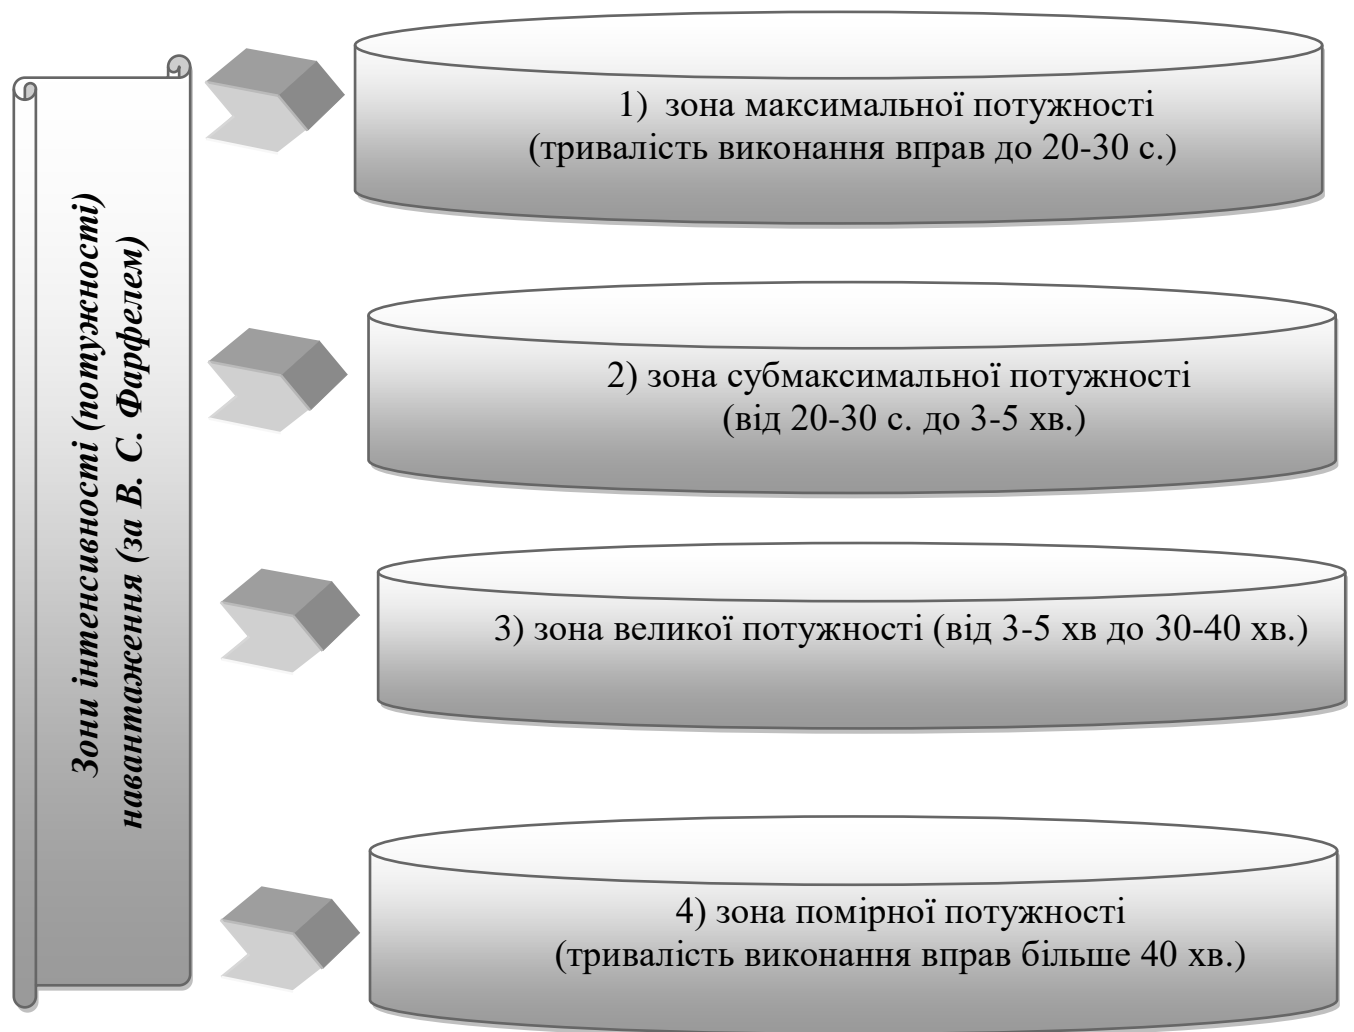 Зони інтенсивності (потужності)
навантаження (за В. С. Фарфелем)
1) зона максимальної потужності
(тривалість виконання вправ до 20-30 с.)
2) зона субмаксимальної потужності
(від 20-30 с. до 3-5 хв.)
3) зона великої потужності (від 3-5 хв до 30-40 хв.)
4) зона помірної потужності
(тривалість виконання вправ більше 40 хв.)